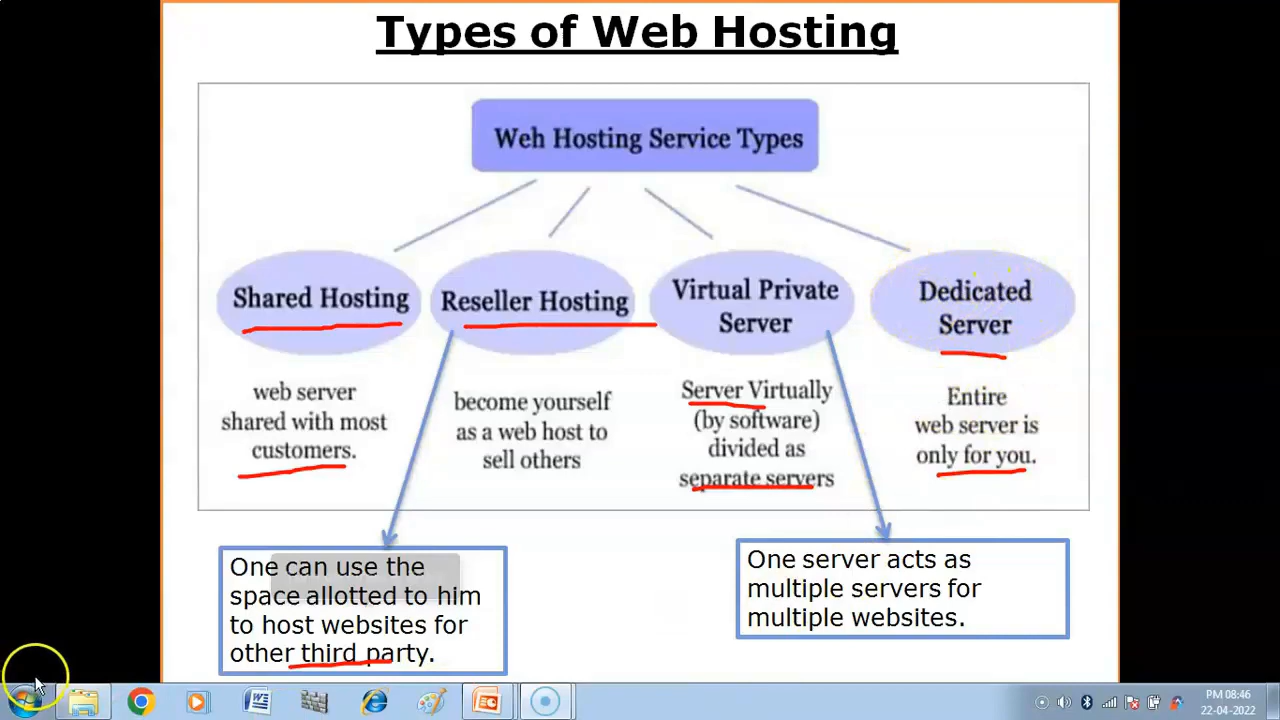 Types of Web Hosting
Weh Hosting Service Types
Shared Hosting
web server
shared with most
customers.
Reseller Hosting
become yourself
as a web host to
sell others
Virtual Private
Server
Server Virtually
(by software)
divided as
separate servers
Dedicated
Server
Entire
web server is
only for you.
One can use the
space allotted to him
to host websites for
other third party.
One server acts as
multiple servers for
multiple websites.
PM 08:46
22-04-2022